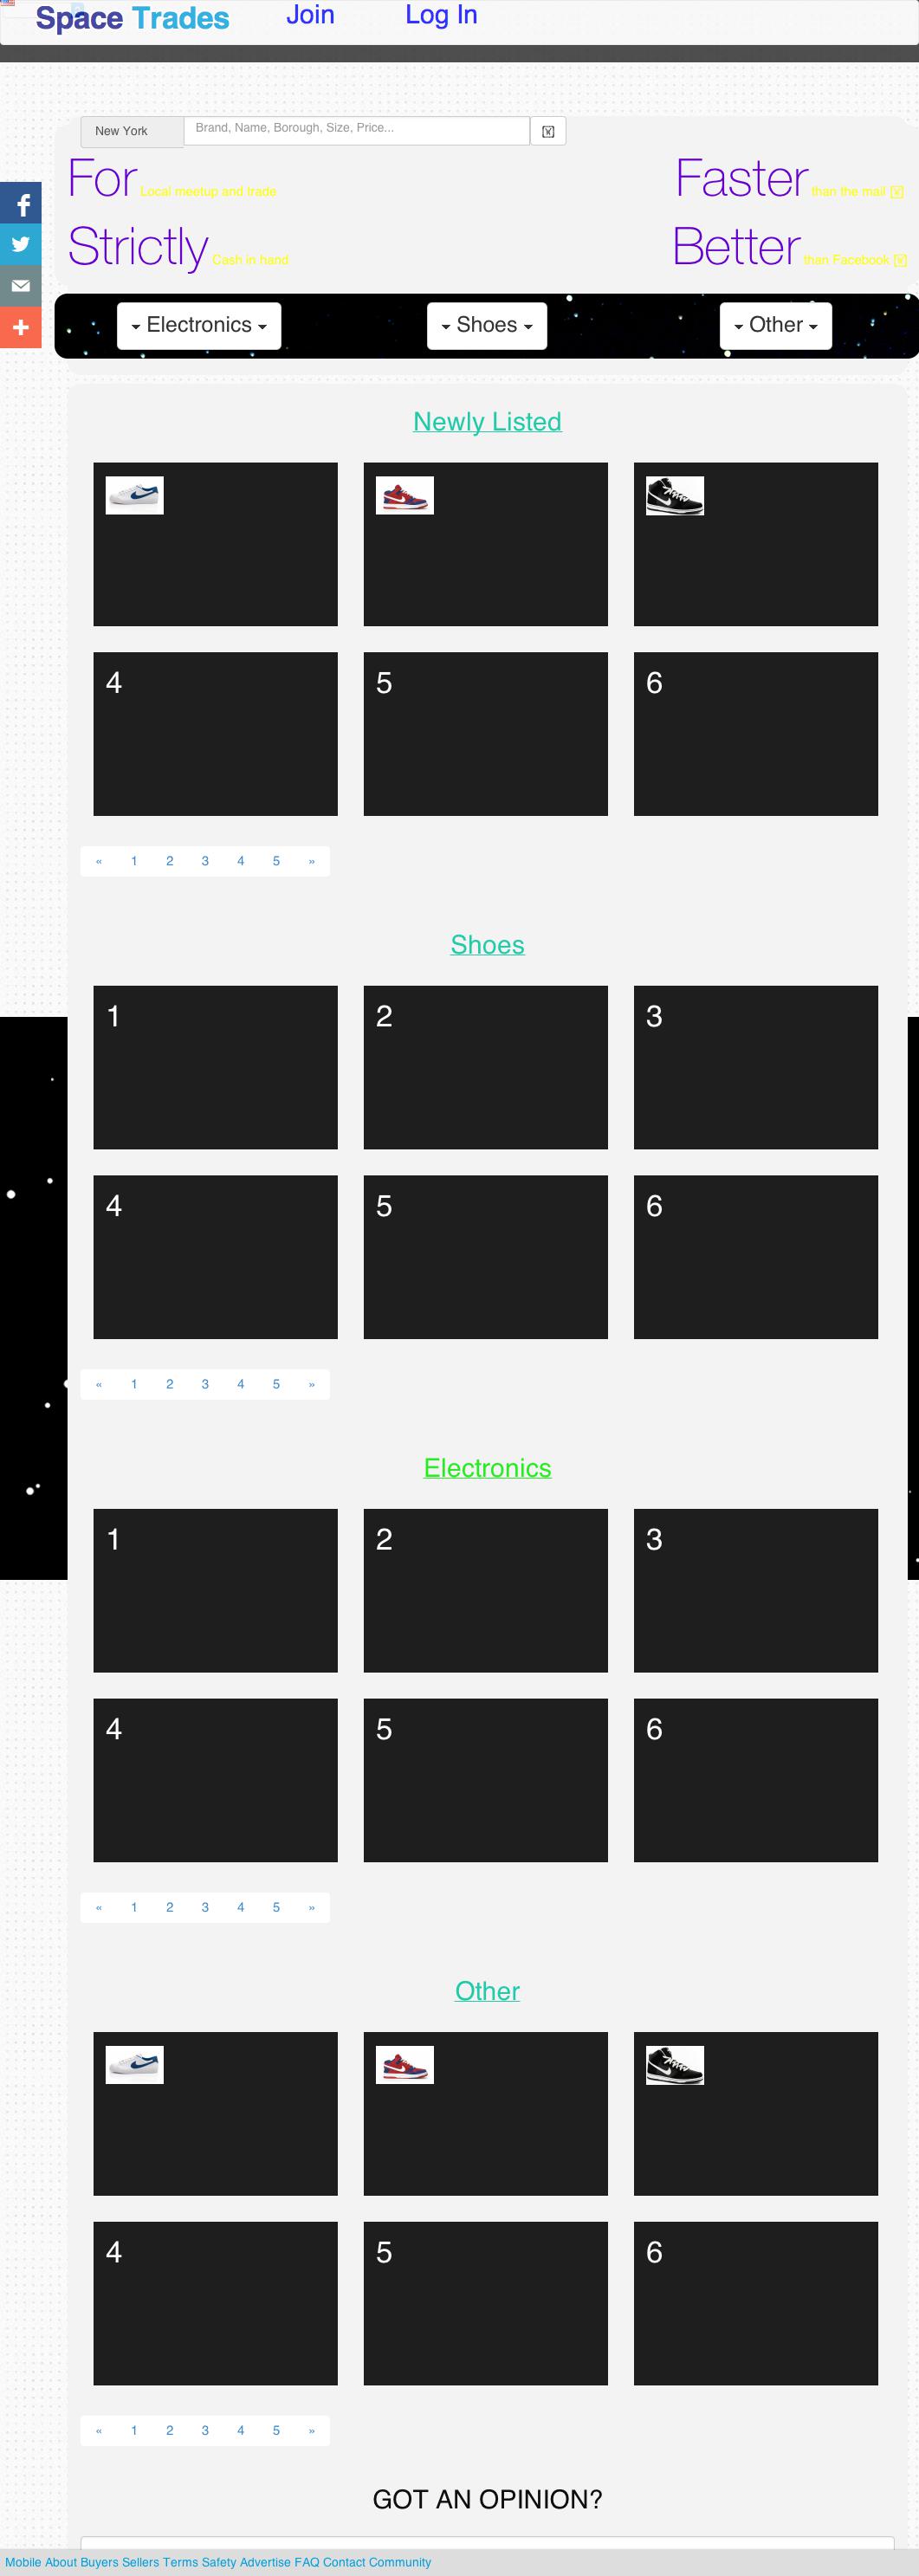 Space Trades Join Log In
New York Brand, Name, Borough, Size, Price...
For Local meetup and trade Faster than the mail
Strictly Cash in hand Better than Facebook
Electronics Shoes Other
Newly Listed
4 5 6
« 1 2 3 4 5 »
Shoes
1 2 3
4 5 6
« 1 2 3 4 5 »
Electronics
1 2 3
4 5 6
« 1 2 3 4 5 »
Other
4 5 6
« 1 2 3 4 5 »
GOT AN OPINION?
Mobile About Buyers Sellers Terms Safety Advertise FAQ Contact Community